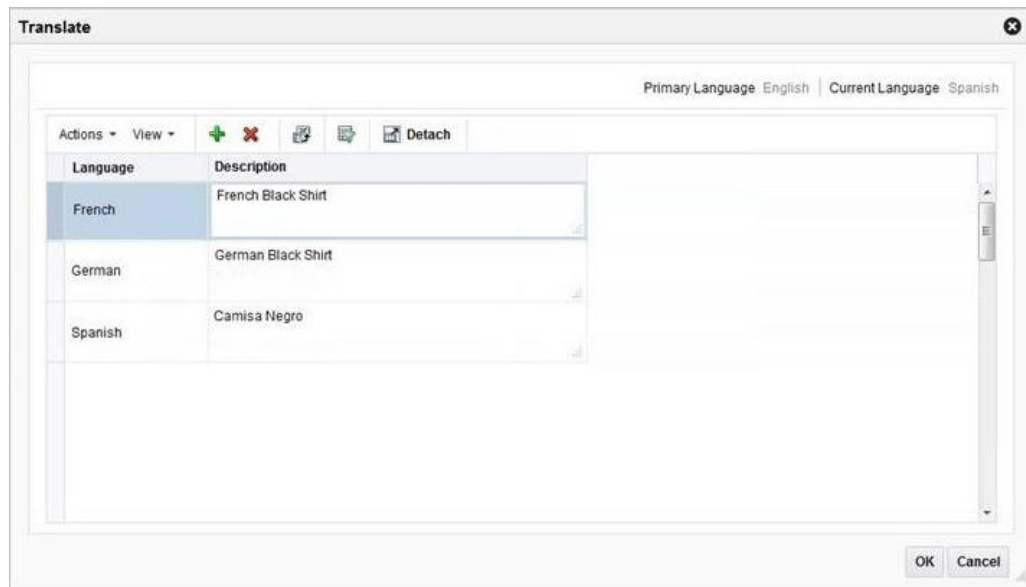 Translate
Primary Language English Current Language Spanish
Actions View Detach
Language Description
French French Black Shirt
German German Black Shirt
Spanish Camisa Negro
OK Cancel